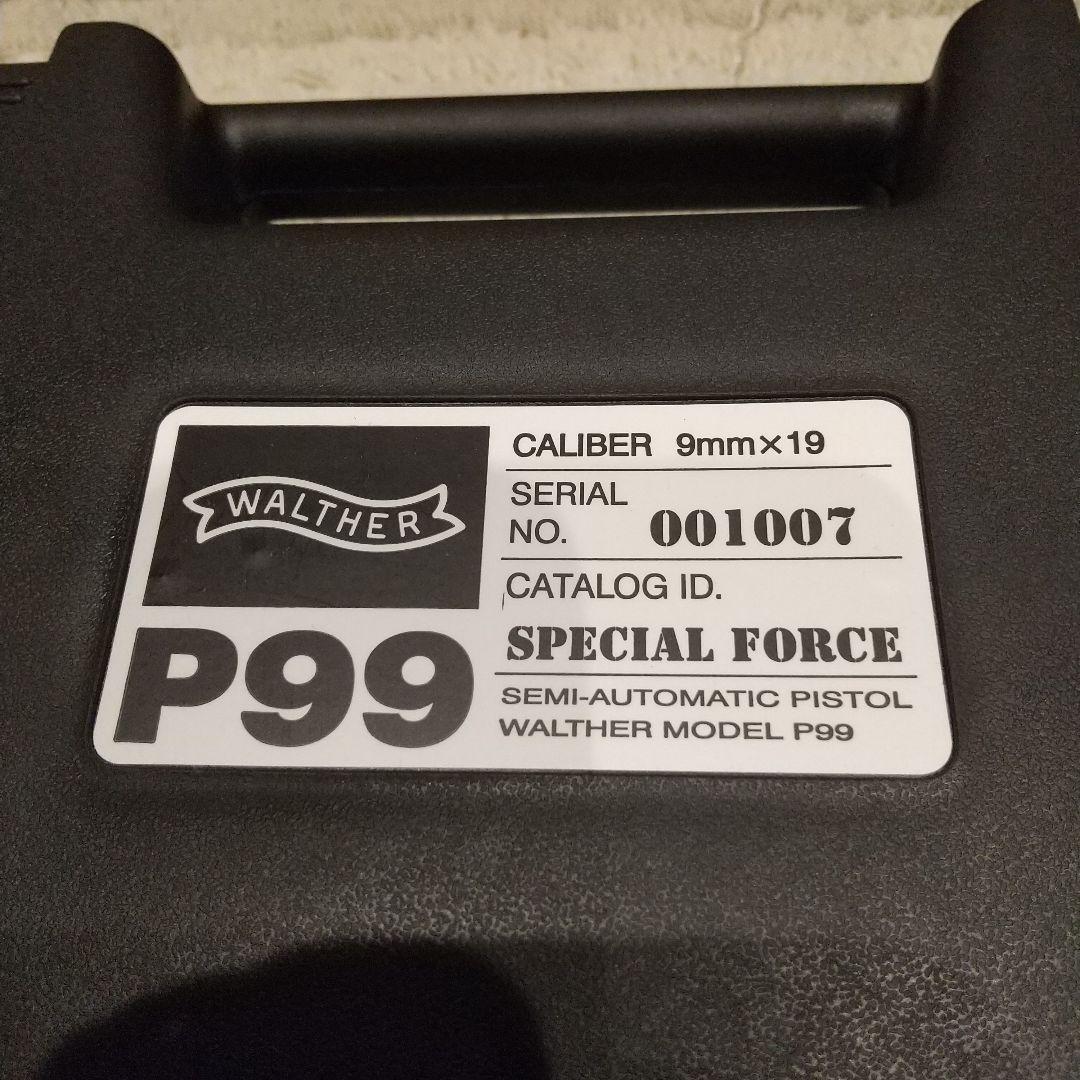 WALTHER
P99
CALIBER 9mm×19
SERIAL
NO. 001007
CATALOG ID.
SPECIAL FORCE
SEMI-AUTOMATIC PISTOL
WALTHER MODEL P99